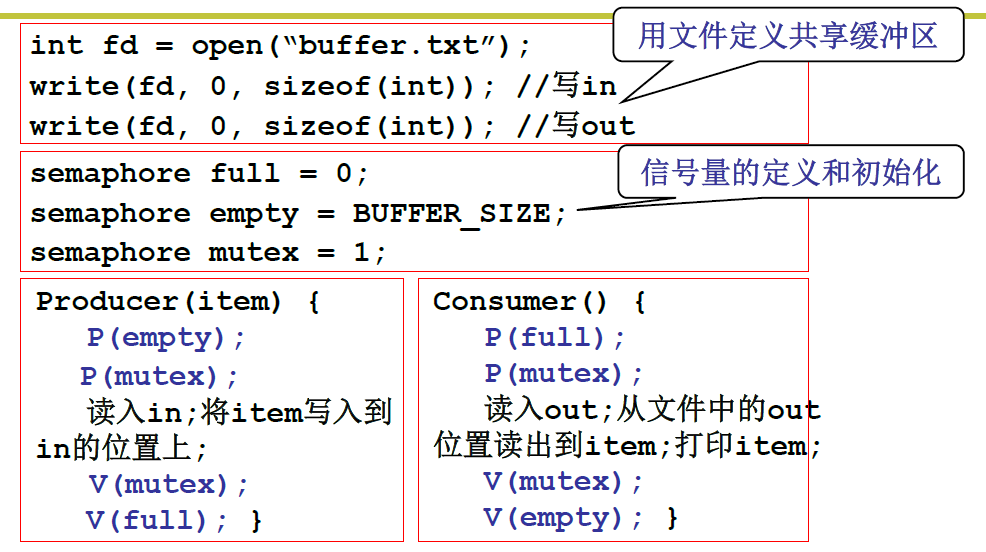 int fd = open(“buffer.txt”);
write(fd, 0, sizeof(int)); //写in
write(fd, 0, sizeof(int)); //写out
用文件定义共享缓冲区
semaphore full = 0;
semaphore empty = BUFFER_SIZE;
semaphore mutex = 1;
信号量的定义和初始化
Producer(item) {
P(empty);
P(mutex);
读入in;将item写入到
in的位置上;
V(mutex);
V(full); }
Consumer() {
P(full);
P(mutex);
读入out;从文件中的out
位置读出到item;打印item;
V(mutex);
V(empty); }